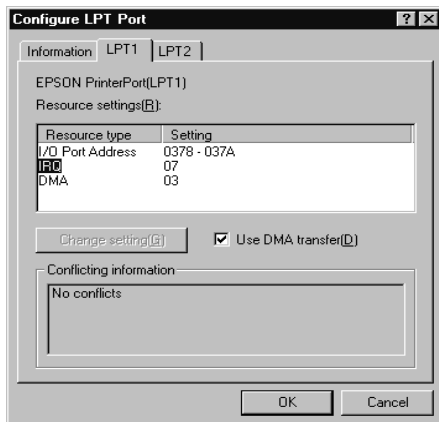 Configure LPT Port
Information LPT1 LPT2
EPSON PrinterPort(LPT1)
Resource settings(R):
Resource type Setting
I/O Port Address 0378 - 037A
IRQ 07
DMA 03
Change setting(G) Use DMA transfer(D)
Conflicting information
No conflicts
OK Cancel